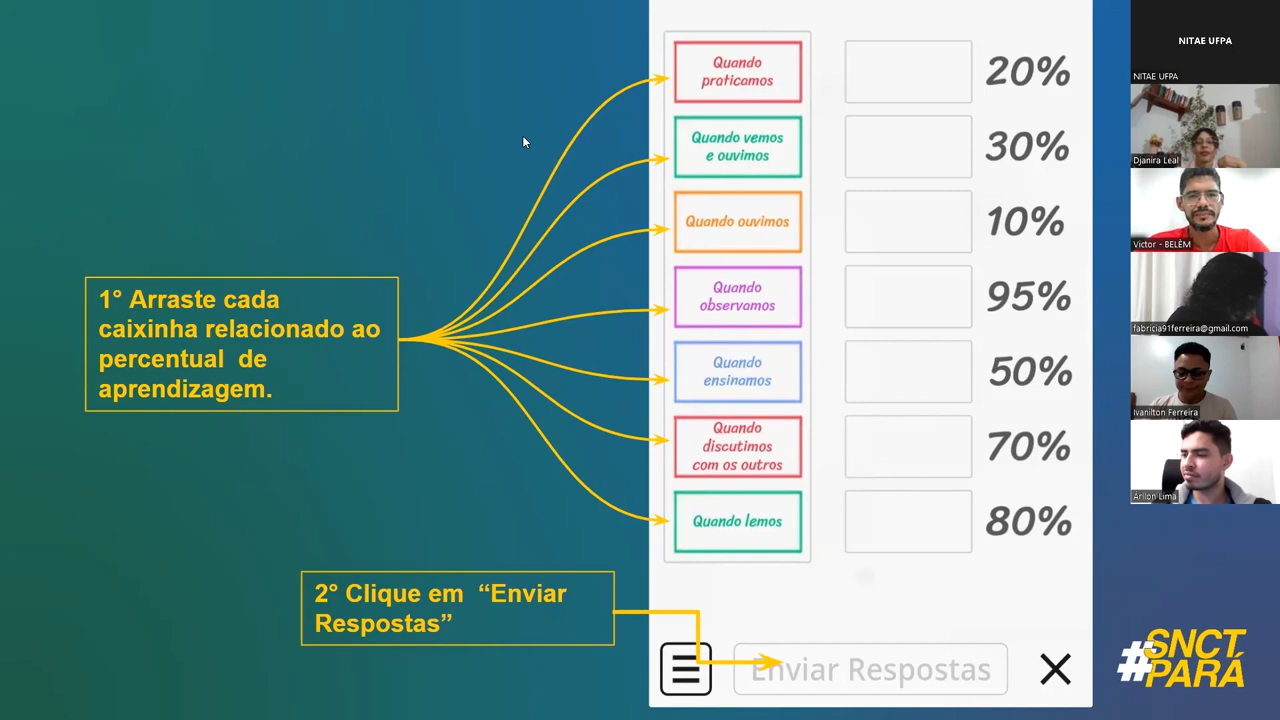 1° Arraste cada
caixinha relacionado ao
percentual de
aprendizagem.
2° Clique em “Enviar
Respostas”
Quando
praticamos
20%
Quando vemos
e ouvimos
30%
Quando ouvimos
10%
Quando
observamos
95%
Quando
ensinamos
50%
Quando
discutimos
com os outros
70%
Quando lemos
80%
Enviar Respostas
NITAE UFPA
NITAE UFPA
Djanira Leal
Victor - BELÉM
fabricia91ferreira@gmail.com
Ivanilton Ferreira
Arilon Lima
#SNCT
PARÁ